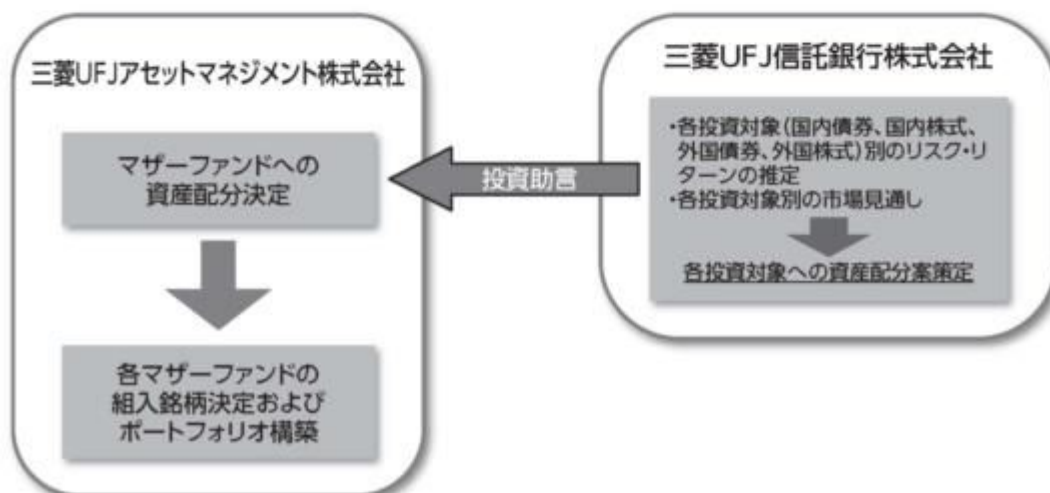 三菱UFJアセットマネジメント株式会社
マザーファンドへの
資産配分決定
各マザーファンドの
組入銘柄決定および
ポートフォリオ構築
投資助言
三菱UFJ信託銀行株式会社
・各投資対象(国内債券、国内株式、
外国債券、外国株式)別のリスク・リ
ターンの推定
・各投資対象別の市場見通し
各投資対象への資産配分案策定